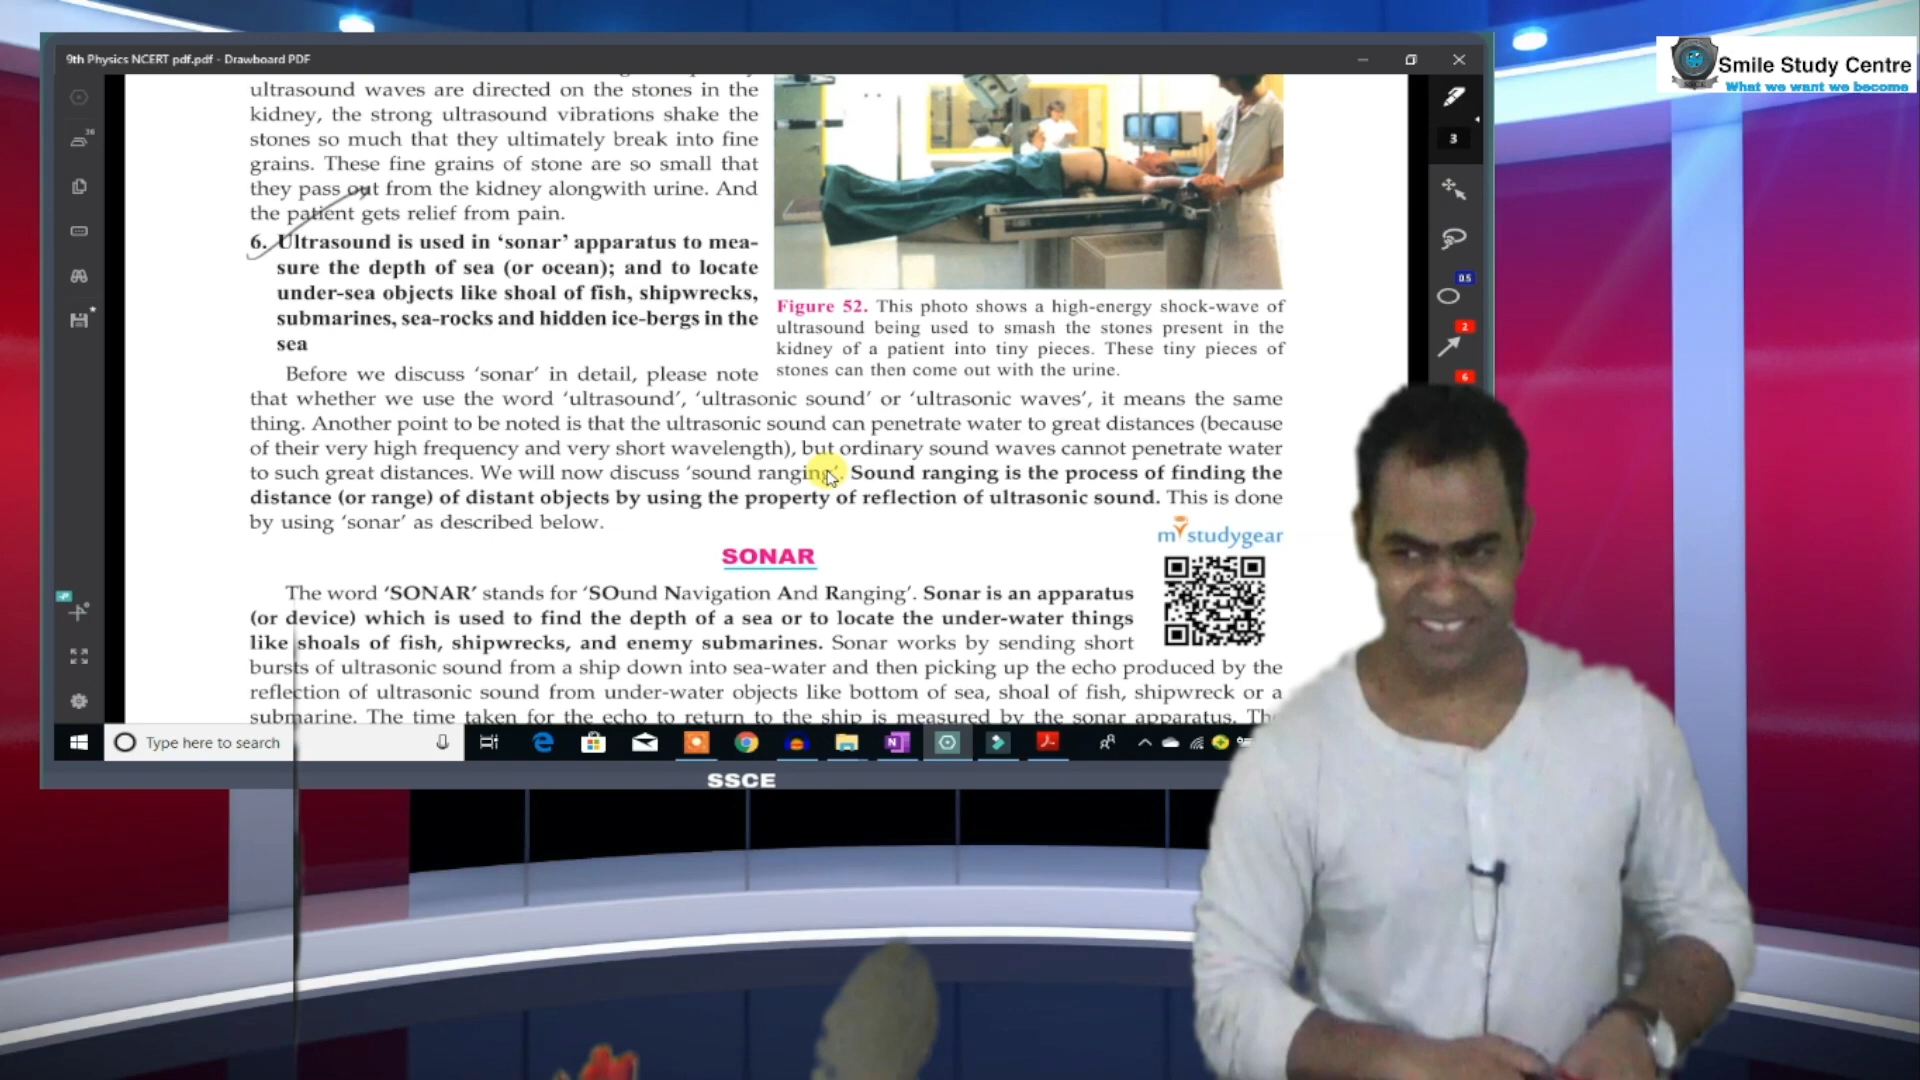 Smile Study Centre
What we want we become
9th Physics NCERT pdf.pdf - Drawboard PDF
36
3
0.5
2
6
ultrasound waves are directed on the stones in the
kidney, the strong ultrasound vibrations shake the
stones so much that they ultimately break into fine
grains. These fine grains of stone are so small that
they pass out from the kidney alongwith urine. And
the patient gets relief from pain.
6. Ultrasound is used in ‘sonar’ apparatus to mea-
sure the depth of sea (or ocean); and to locate
under-sea objects like shoal of fish, shipwrecks,
submarines, sea-rocks and hidden ice-bergs in the
sea
Figure 52. This photo shows a high-energy shock-wave of
ultrasound being used to smash the stones present in the
kidney of a patient into tiny pieces. These tiny pieces of
stones can then come out with the urine.
Before we discuss ‘sonar’ in detail, please note
that whether we use the word ‘ultrasound’, ‘ultrasonic sound’ or ‘ultrasonic waves’, it means the same
thing. Another point to be noted is that the ultrasonic sound can penetrate water to great distances (because
of their very high frequency and very short wavelength), but ordinary sound waves cannot penetrate water
to such great distances. We will now discuss ‘sound ranging’. Sound ranging is the process of finding the
distance (or range) of distant objects by using the property of reflection of ultrasonic sound. This is done
by using ‘sonar’ as described below.
mystudygear
SONAR
The word ‘SONAR’ stands for ‘SOund Navigation And Ranging’. Sonar is an apparatus
(or device) which is used to find the depth of a sea or to locate the under-water things
like shoals of fish, shipwrecks, and enemy submarines. Sonar works by sending short
bursts of ultrasonic sound from a ship down into sea-water and then picking up the echo produced by the
reflection of ultrasonic sound from under-water objects like bottom of sea, shoal of fish, shipwreck or a
submarine. The time taken for the echo to return to the ship is measured by the sonar apparatus.
Type here to search
SSCE